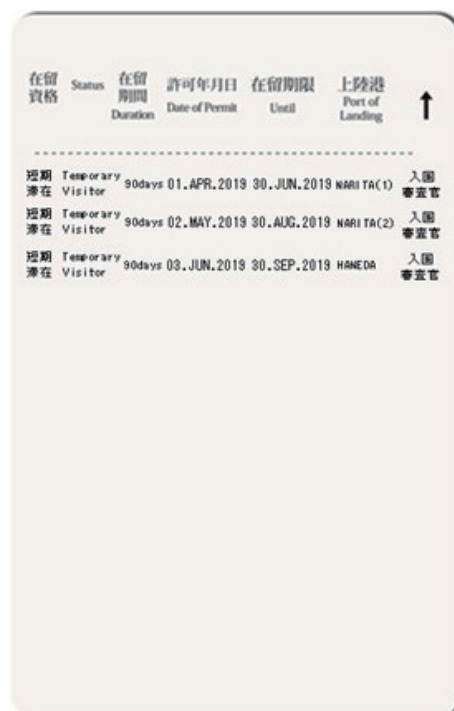 在留資格 Status 在留期間 Duration 許可年月日 Date of Permit 在留期限 Until 上陸港 Port of Landing ↑
短期滞在 Temporary Visitor 90days 01.APR.2019 30.JUN.2019 NARITA(1) 入国審査官
短期滞在 Temporary Visitor 90days 02.MAY.2019 30.AUG.2019 NARITA(2) 入国審査官
短期滞在 Temporary Visitor 90days 03.JUN.2019 30.SEP.2019 HANEDA 入国審査官